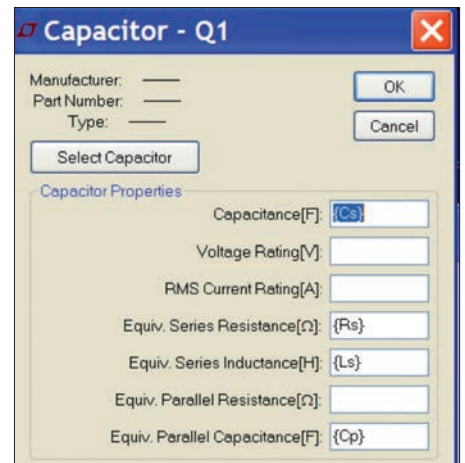 Capacitor - Q1
Manufacturer: ——
Part Number: ——
Type: ——
OK
Cancel
Select Capacitor
Capacitor Properties
Capacitance[F]: {Cs}
Voltage Rating[V]:
RMS Current Rating[A]:
Equiv. Series Resistance[Ω]: {Rs}
Equiv. Series Inductance[H]: {Ls}
Equiv. Parallel Resistance[Ω]:
Equiv. Parallel Capacitance[F]: {Cp}